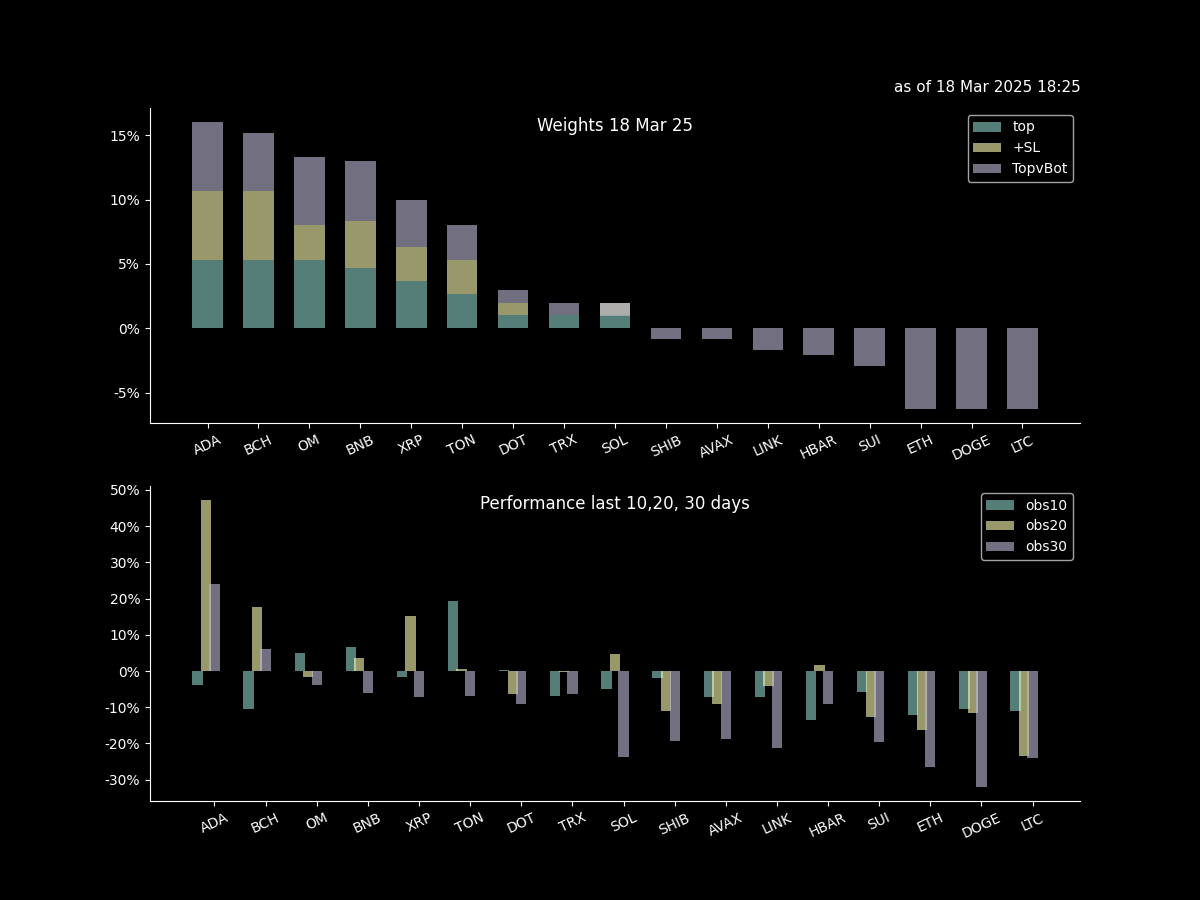 as of 18 Mar 2025 18:25
Weights 18 Mar 25
top
+SL
TopvBot
15%
10%
5%
0%
-5%
ADA BCH OM BNB XRP TON DOT TRX SOL SHIB AVAX LINK HBAR SUI ETH DOGE LTC
Performance last 10,20, 30 days
obs10
obs20
obs30
50%
40%
30%
20%
10%
0%
-10%
-20%
-30%
ADA BCH OM BNB XRP TON DOT TRX SOL SHIB AVAX LINK HBAR SUI ETH DOGE LTC